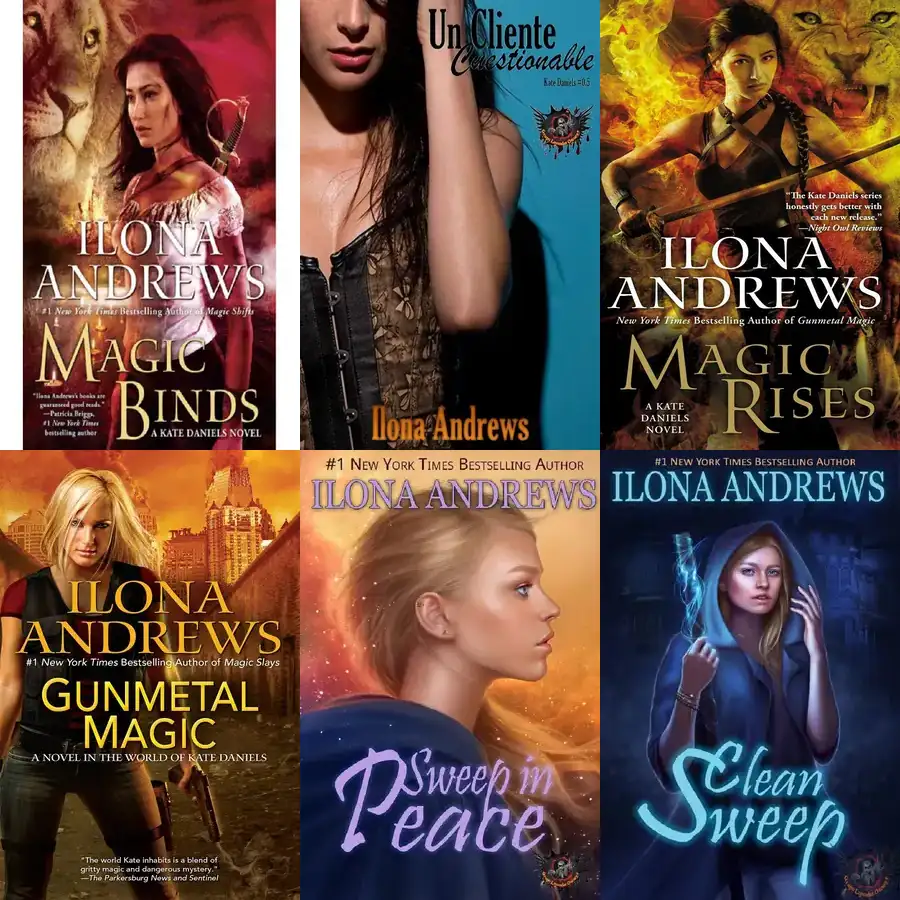 ILONA
ANDREWS
#1 New York Times Bestselling Author of Magic Shifts
MAGIC
BINDS
"Ilona Andrews's books are
guaranteed good reads."
—Patricia Briggs,
#1 New York Times
bestselling author
A KATE DANIELS NOVEL
Un Cliente
Cuestionable
Kate Daniels #0.5
Ilona Andrews
"The Kate Daniels series
honestly gets better with
each new release."
—Night Owl Reviews
ILONA
ANDREWS
New York Times Bestselling Author of Gunmetal Magic
MAGIC
RISES
A KATE
DANIELS
NOVEL
ILONA
ANDREWS
#1 New York Times Bestselling Author of Magic Slays
GUNMETAL
MAGIC
A NOVEL IN THE WORLD OF KATE DANIELS
"The world Kate inhabits is a blend of
gritty magic and dangerous mystery."
—The Parkersburg News and Sentinel
#1 NEW YORK TIMES BESTSELLING AUTHOR
ILONA ANDREWS
Sweep in
Peace
#1 NEW YORK TIMES BESTSELLING AUTHOR
ILONA ANDREWS
Clean
Sweep